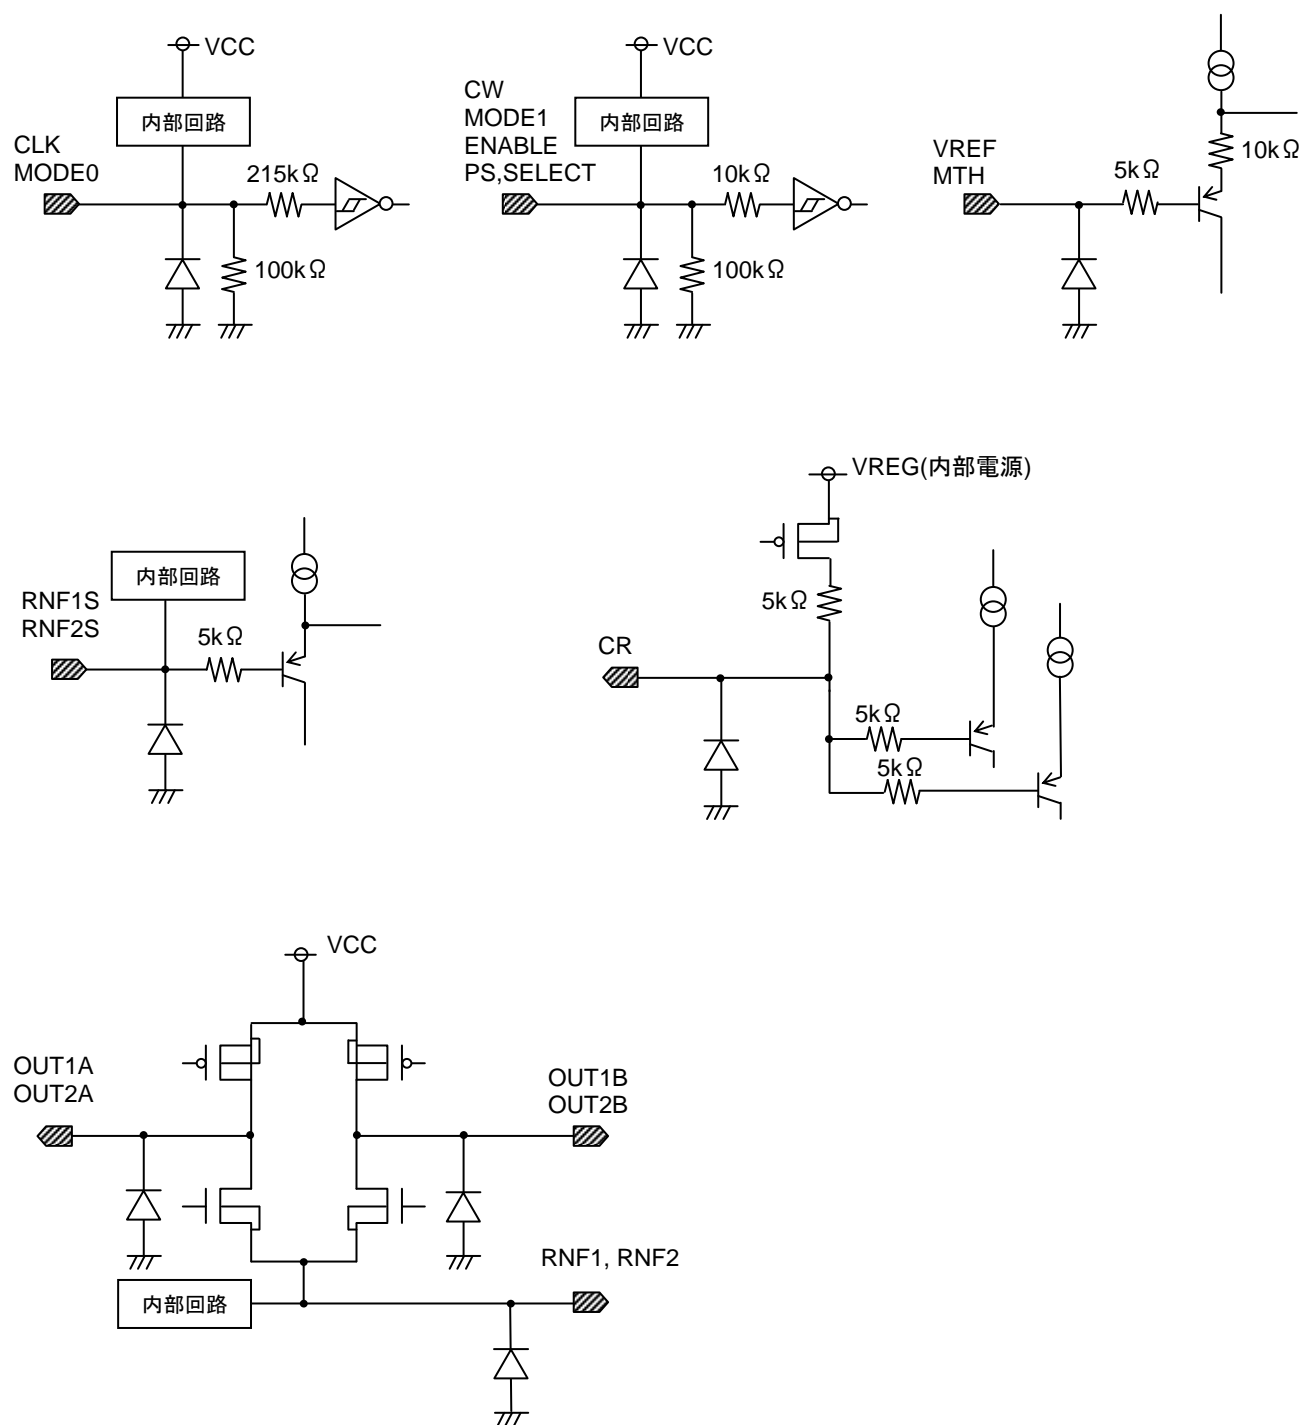 VCC
内部回路
CLK
MODE0
215kΩ
100kΩ
VCC
CW
MODE1
ENABLE
PS,SELECT
内部回路
10kΩ
100kΩ
VREF
MTH
5kΩ
10kΩ
内部回路
RNF1S
RNF2S
5kΩ
VREG(内部電源)
5kΩ
CR
5kΩ
5kΩ
VCC
OUT1A
OUT2A
OUT1B
OUT2B
RNF1, RNF2
内部回路